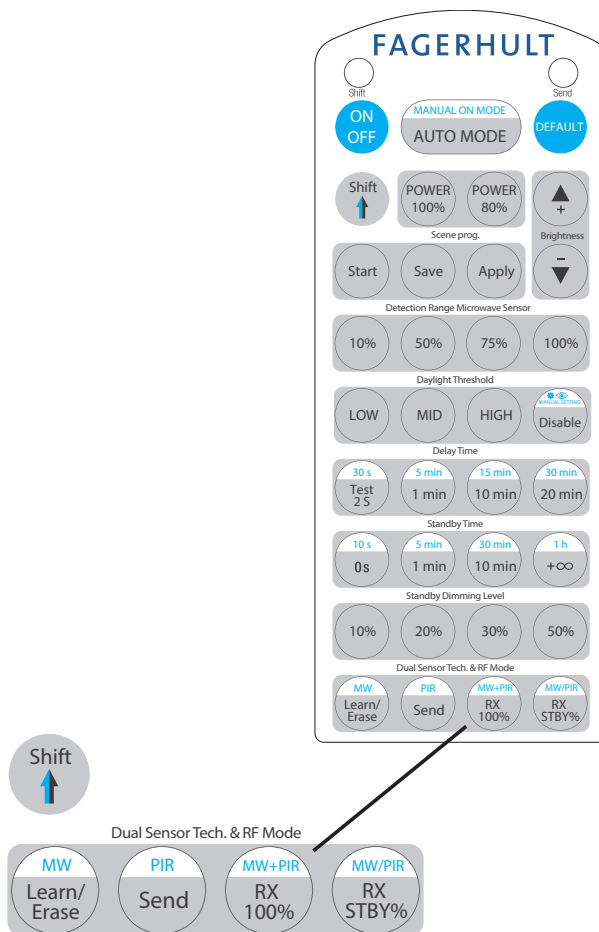 FAGERHULT
Shift
Send
ON
OFF
MANUAL ON MODE
AUTO MODE
DEFAULT
Shift
POWER
100%
POWER
80%
+
Scene prog.
Brightness
-
Start
Save
Apply
Detection Range Microwave Sensor
10%
50%
75%
100%
Daylight Threshold
LOW
MID
HIGH
MANUAL SETTING
Disable
Delay Time
30 s
Test
2 S
5 min
1 min
15 min
10 min
30 min
20 min
Standby Time
10 s
0s
5 min
1 min
30 min
10 min
1 h
+∞
Standby Dimming Level
10%
20%
30%
50%
Dual Sensor Tech. & RF Mode
MW
Learn/
Erase
PIR
Send
MW+PIR
RX
100%
MW/PIR
RX
STBY%
Shift
Dual Sensor Tech. & RF Mode
MW
Learn/
Erase
PIR
Send
MW+PIR
RX
100%
MW/PIR
RX
STBY%